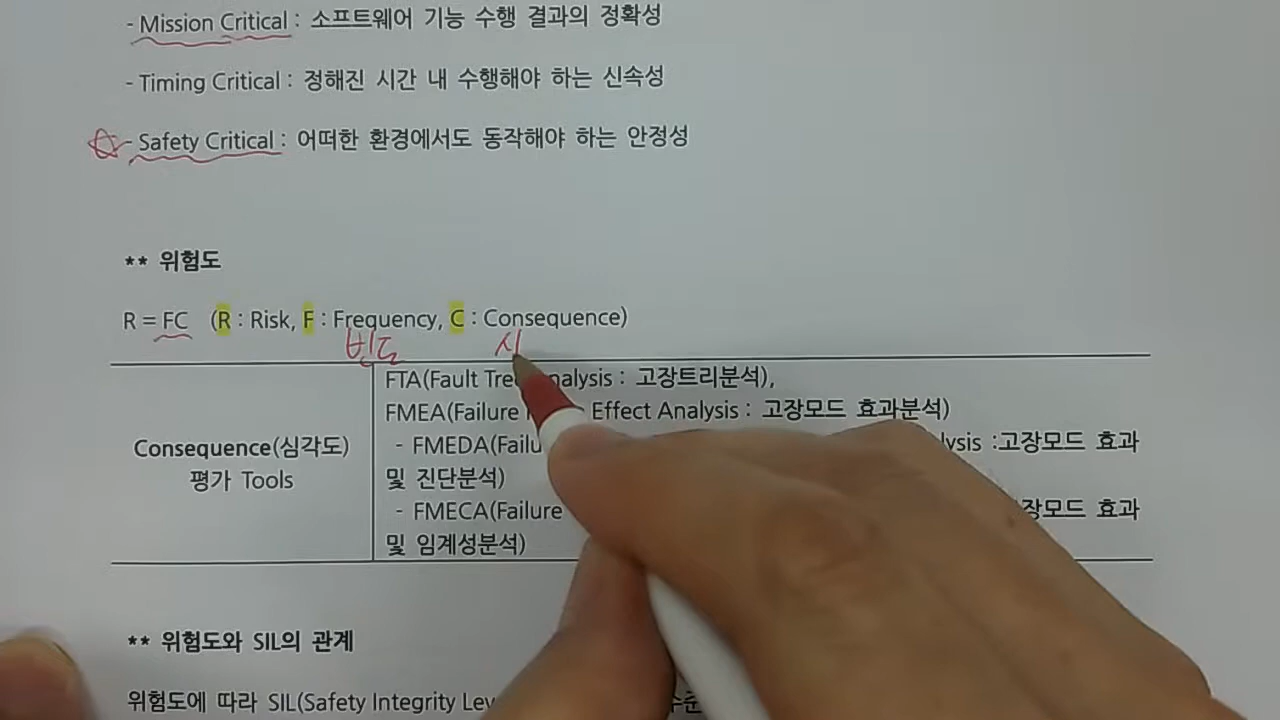 - Mission Critical : 소프트웨어 기능 수행 결과의 정확성
- Timing Critical : 정해진 시간 내 수행해야 하는 신속성
- Safety Critical : 어떠한 환경에서도 동작해야 하는 안정성
** 위험도
R = FC (R : Risk, F : Frequency, C : Consequence)
빈도
FTA(Fault Tree Analysis : 고장트리분석),
FMEA(Failure Effect Analysis : 고장모드 효과분석)
Consequence(심각도)
평가 Tools
- FMEDA(Failu lysis :고장모드 효과
및 진단분석)
- FMECA(Failure 고장모드 효과
및 임계성분석)
** 위험도와 SIL의 관계
위험도에 따라 SIL(Safety Integrity Lev 수준